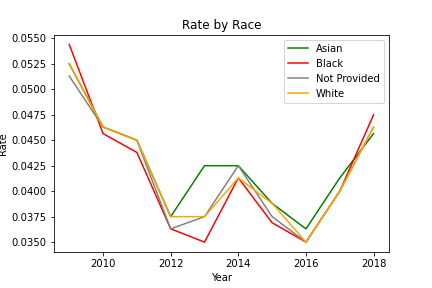 Rate by Race
0.0550
0.0525
0.0500
0.0475
0.0450
0.0425
0.0400
0.0375
0.0350
Rate
Asian
Black
Not Provided
White
2010 2012 2014 2016 2018
Year